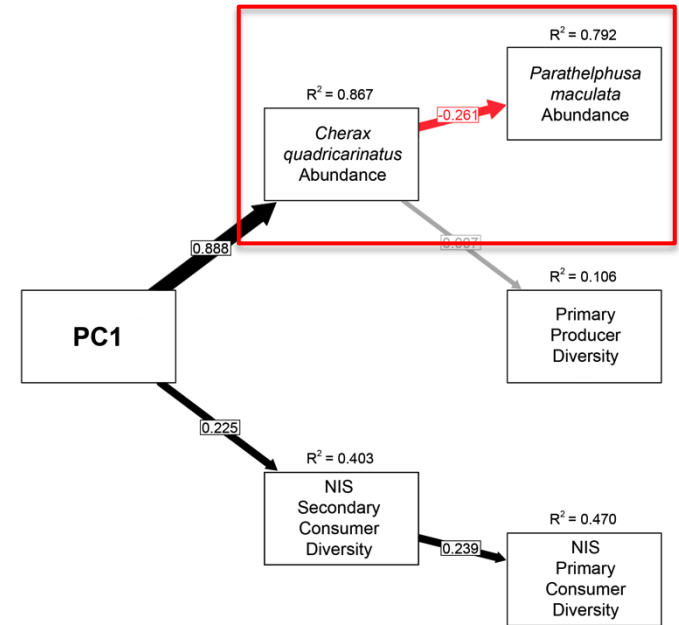 R² = 0.792
Parathelphusa
maculata
Abundance
R² = 0.867
Cherax
quadricarinatus
Abundance
-0.261
0.888
R² = 0.106
Primary
Producer
Diversity
PC1
0.225
R² = 0.403
NIS
Secondary
Consumer
Diversity
0.239
R² = 0.470
NIS
Primary
Consumer
Diversity